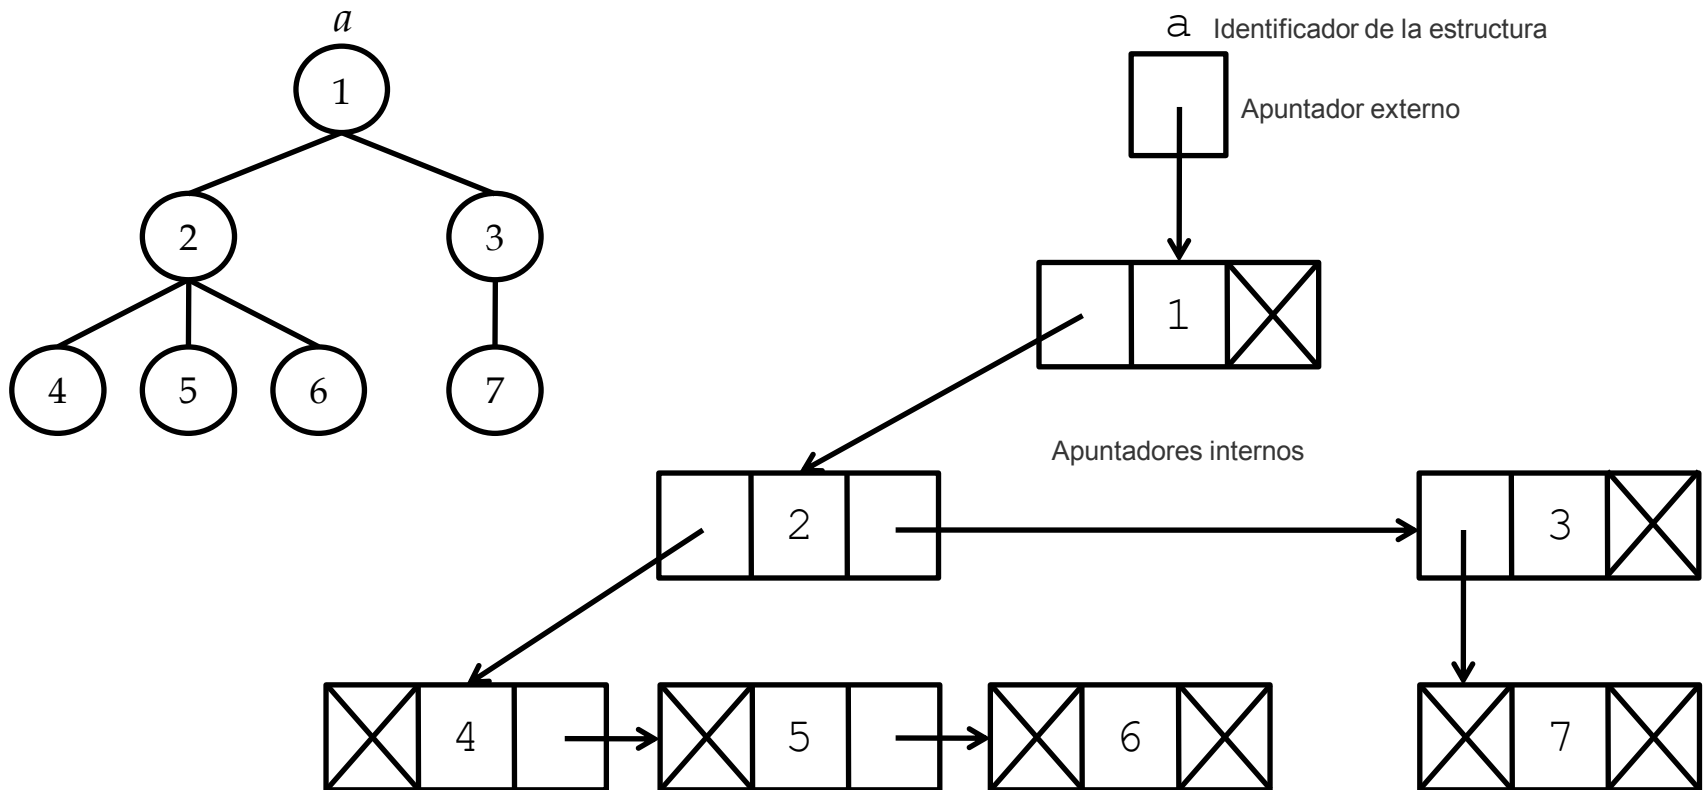 a
a Identificador de la estructura
1
Apuntador externo
2 3
1
4 5 6 7
Apuntadores internos
2 3
4 5 6 7